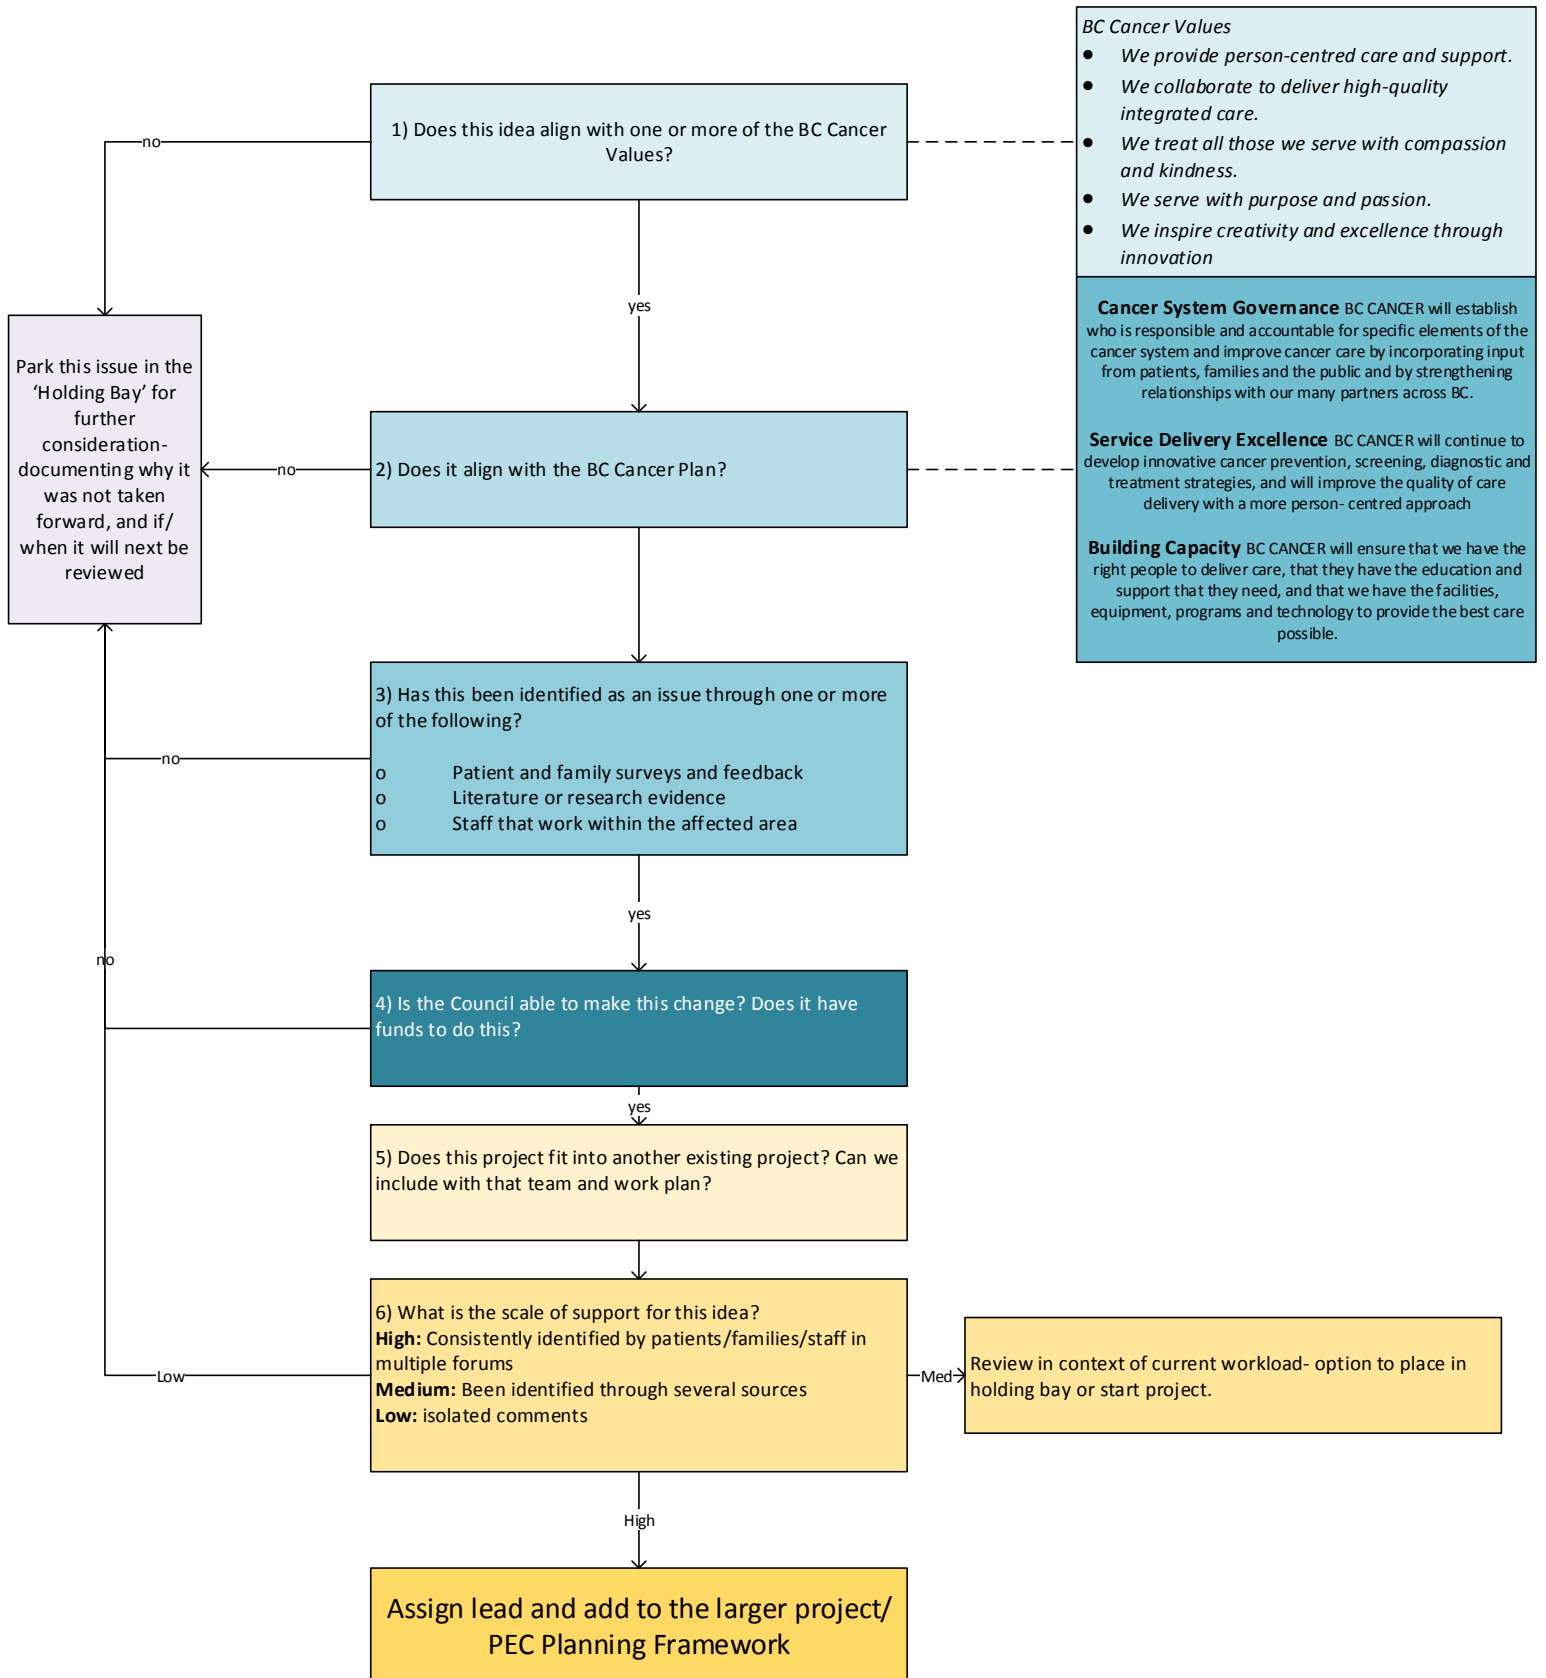 BC Cancer Values
● We provide person-centred care and support.
● We collaborate to deliver high-quality
integrated care.
● We treat all those we serve with compassion
and kindness.
● We serve with purpose and passion.
● We inspire creativity and excellence through
innovation
1) Does this idea align with one or more of the BC Cancer
Values?
no
yes
Cancer System Governance BC CANCER will establish
who is responsible and accountable for specific elements of the
cancer system and improve cancer care by incorporating input
from patients, families and the public and by strengthening
relationships with our many partners across BC.
Service Delivery Excellence BC CANCER will continue to
develop innovative cancer prevention, screening, diagnostic and
treatment strategies, and will improve the quality of care
delivery with a more person- centred approach
Building Capacity BC CANCER will ensure that we have the
right people to deliver care, that they have the education and
support that they need, and that we have the facilities,
equipment, programs and technology to provide the best care
possible.
Park this issue in the
‘Holding Bay’ for
further
consideration-
documenting why it
was not taken
forward, and if/
when it will next be
reviewed
no
2) Does it align with the BC Cancer Plan?
3) Has this been identified as an issue through one or more
of the following?
o Patient and family surveys and feedback
o Literature or research evidence
o Staff that work within the affected area
no
yes
no
4) Is the Council able to make this change? Does it have
funds to do this?
yes
5) Does this project fit into another existing project? Can we
include with that team and work plan?
6) What is the scale of support for this idea?
High: Consistently identified by patients/families/staff in
multiple forums
Medium: Been identified through several sources
Low: isolated comments
Low
Med
Review in context of current workload- option to place in
holding bay or start project.
High
Assign lead and add to the larger project/
PEC Planning Framework